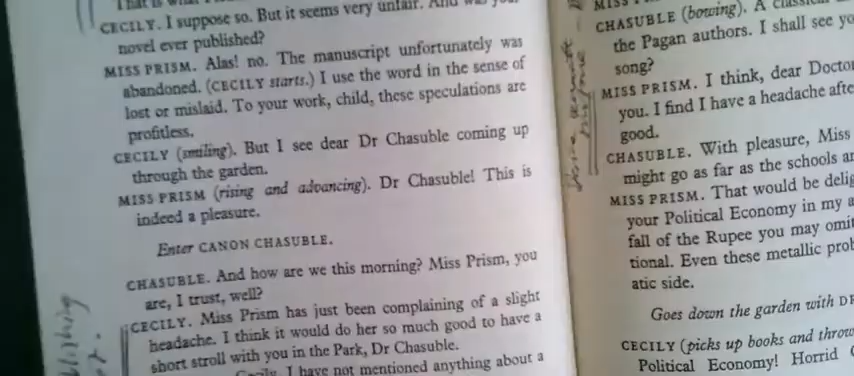 CECILY. I suppose so. But it seems very unfair. And was your
novel ever published?
MISS PRISM. Alas! no. The manuscript unfortunately was
abandoned. (CECILY starts.) I use the word in the sense of
lost or mislaid. To your work, child, these speculations are
profitless.
CECILY (smiling). But I see dear Dr Chasuble coming up
through the garden.
MISS PRISM (rising and advancing). Dr Chasuble! This is
indeed a pleasure.
Enter CANON CHASUBLE.
CHASUBLE. And how are we this morning? Miss Prism, you
are, I trust, well?
CECILY. Miss Prism has just been complaining of a slight
headache. I think it would do her so much good to have a
short stroll with you in the Park, Dr Chasuble.
Cecily, I have not mentioned anything about a
MISS
CHASUBLE (bowing). A classical
the Pagan authors. I shall see
song?
MISS PRISM. I think, dear Doctor
you. I find I have a headache
good.
CHASUBLE. With pleasure, Miss
might go as far as the schools
MISS PRISM. That would be
your Political Economy in my
fall of the Rupee you may omit
tional. Even these metallic
atic side.
Goes down the garden with
CECILY (picks up books and
Political Economy! Horrid